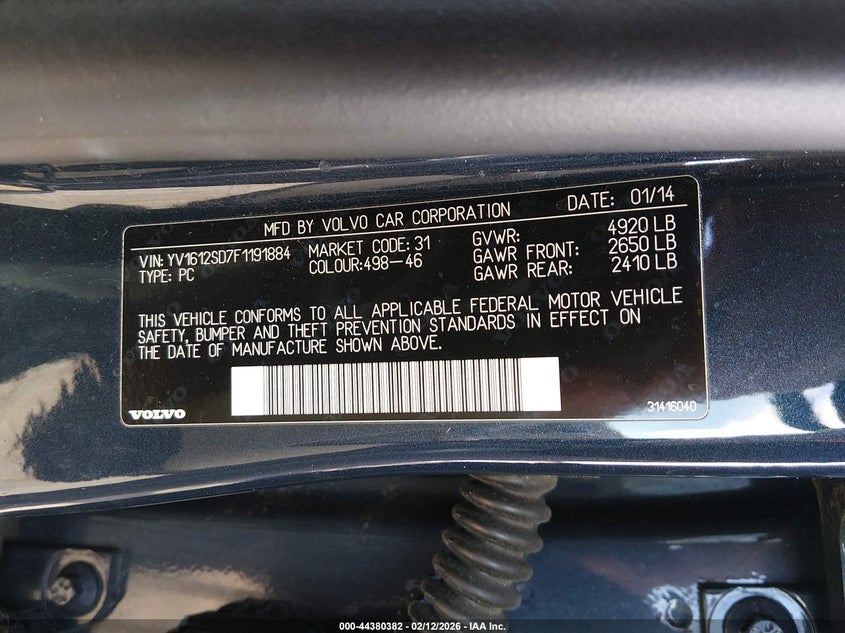 MFD BY VOLVO CAR CORPORATION DATE: 01/14
VIN: YV1612SD7F1191884 MARKET CODE: 31 GVWR: 4920 LB
TYPE: PC COLOUR:498-46 GAWR FRONT: 2650 LB
GAWR REAR: 2410 LB
THIS VEHICLE CONFORMS TO ALL APPLICABLE FEDERAL MOTOR VEHICLE
SAFETY, BUMPER AND THEFT PREVENTION STANDARDS IN EFFECT ON
THE DATE OF MANUFACTURE SHOWN ABOVE.
VOLVO 31416040
000-44380382 - 02/12/2026 - IAA Inc.